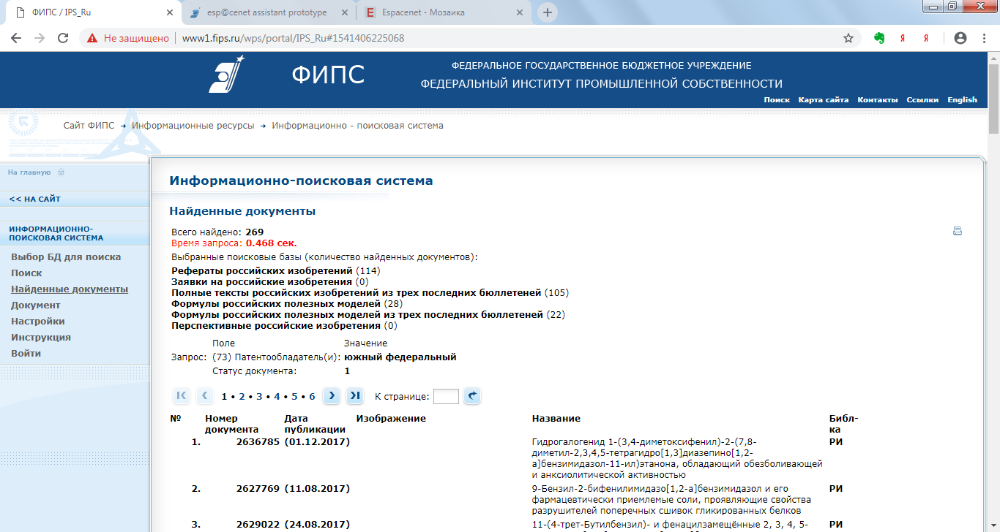 ФИПС / IPS_Ru
esp@cenet assistant prototype
Espacenet - Мозаика
Не защищено
www1.fips.ru/wps/portal/IPS_Ru#1541406225068
ФИПС
ФЕДЕРАЛЬНОЕ ГОСУДАРСТВЕННОЕ БЮДЖЕТНОЕ УЧРЕЖДЕНИЕ
ФЕДЕРАЛЬНЫЙ ИНСТИТУТ ПРОМЫШЛЕННОЙ СОБСТВЕННОСТИ
Поиск Карта сайта Контакты Ссылки English
Сайт ФИПС → Информационные ресурсы → Информационно - поисковая система
На главную
<< НА САЙТ
ИНФОРМАЦИОННО-
ПОИСКОВАЯ СИСТЕМА
Выбор БД для поиска
Поиск
Найденные документы
Документ
Настройки
Инструкция
Войти
Информационно-поисковая система
Найденные документы
Всего найдено: 269
Время запроса: 0.468 сек.
Выбранные поисковые базы (количество найденных документов):
Рефераты российских изобретений (114)
Заявки на российские изобретения (0)
Полные тексты российских изобретений из трех последних бюллетеней (105)
Формулы российских полезных моделей (28)
Формулы российских полезных моделей из трех последних бюллетеней (22)
Перспективные российские изобретения (0)
Поле Значение
Запрос: (73) Патентообладатель(и): южный федеральный
Статус документа: 1
1 • 2 • 3 • 4 • 5 • 6 К странице:
№ Номер документа Дата публикации Изображение Название Библ-ка
1. 2636785 (01.12.2017) Гидрогалогенид 1-(3,4-диметоксифенил)-2-(7,8-
диметил-2,3,4,5-тетрагидро[1,3]диазепино[1,2-
a]бензимидазол-11-ил)этанона, обладающий обезболивающей
и анксиолитической активностью
РИ
2. 2627769 (11.08.2017) 9-Бензил-2-бифенилимидазо[1,2-a]бензимидазол и его
фармацевтически приемлемые соли, проявляющие свойства
разрушителей поперечных сшивок гликированных белков
РИ
3. 2629022 (24.08.2017) 11-(4-трет-Бутилбензил)- и фенацилзамещённые 2, 3, 4, 5-
РИ